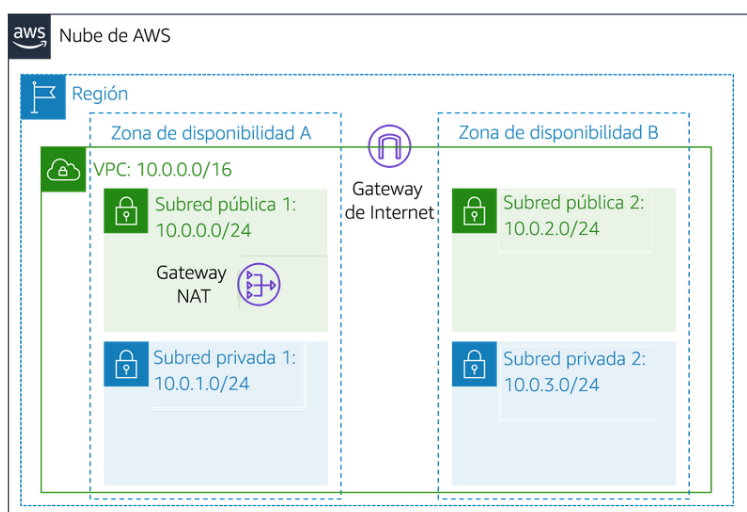 aws
Nube de AWS
Región
Zona de disponibilidad A
Zona de disponibilidad B
VPC: 10.0.0.0/16
Gateway
de Internet
Subred pública 1:
10.0.0.0/24
Subred pública 2:
10.0.2.0/24
Gateway
NAT
Subred privada 1:
10.0.1.0/24
Subred privada 2:
10.0.3.0/24